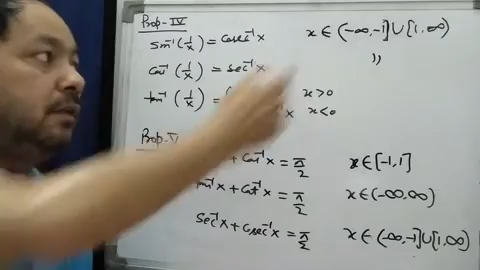 Prop-IV
sin⁻¹(1/x) = cosec⁻¹x x ∈ (-∞,-1]∪[1,∞)
cos⁻¹(1/x) = sec⁻¹x ,,
tan⁻¹(1/x) = x>0
x x<0
Prop-V
+ cos⁻¹x = π/2 x ∈ [-1,1]
+ cot⁻¹x = π/2 x ∈ (-∞,∞)
sec⁻¹x + cosec⁻¹x = π/2 x ∈ (-∞,-1]∪[1,∞)